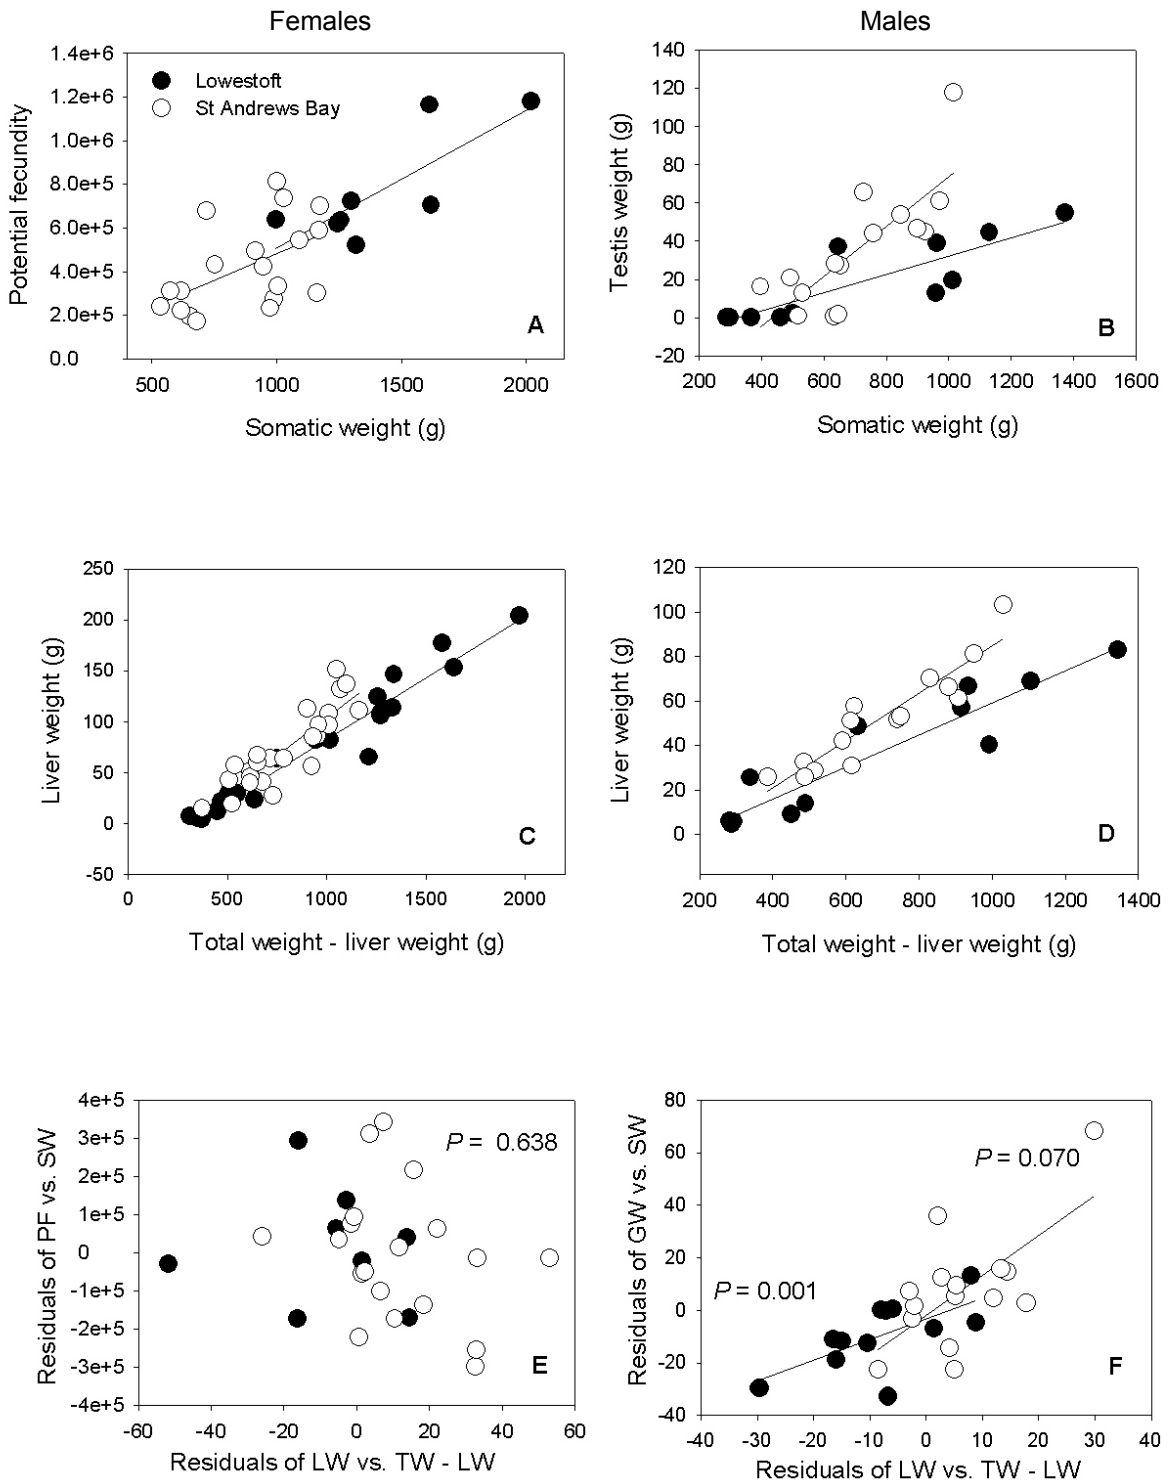 Females
Males
1.4e+6
1.2e+6
1.0e+6
8.0e+5
6.0e+5
4.0e+5
2.0e+5
0.0
Potential fecundity
Lowestoft
St Andrews Bay
A
500 1000 1500 2000
Somatic weight (g)
140
120
100
80
60
40
20
0
-20
Testis weight (g)
B
200 400 600 800 1000 1200 1400 1600
Somatic weight (g)
250
200
150
100
50
0
-50
Liver weight (g)
C
0 500 1000 1500 2000
Total weight - liver weight (g)
120
100
80
60
40
20
0
Liver weight (g)
D
200 400 600 800 1000 1200 1400
Total weight - liver weight (g)
4e+5
3e+5
2e+5
1e+5
0
-1e+5
-2e+5
-3e+5
-4e+5
Residuals of PF vs. SW
P = 0.638
E
-60 -40 -20 0 20 40 60
Residuals of LW vs. TW - LW
80
60
40
20
0
-20
-40
Residuals of GW vs. SW
P = 0.070
P = 0.001
F
-40 -30 -20 -10 0 10 20 30 40
Residuals of LW vs. TW - LW